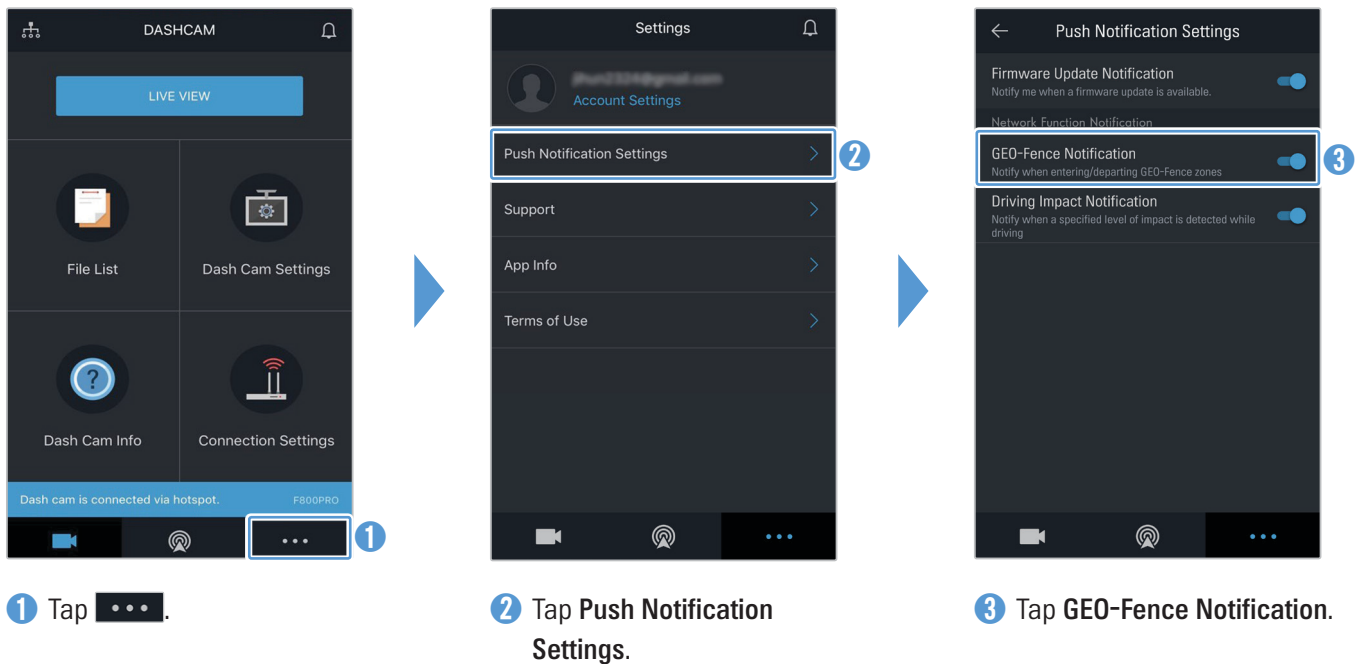 DASHCAM
LIVE VIEW
File List
Dash Cam Settings
?
Dash Cam Info
Connection Settings
Dash cam is connected via hotspot.
F800PRO
1
1 Tap ••• .
Settings
Account Settings
Push Notification Settings
2
Support
App Info
Terms of Use
2 Tap Push Notification
Settings.
Push Notification Settings
Firmware Update Notification
Notify me when a firmware update is available.
Network Function Notification
GEO-Fence Notification
Notify when entering/departing GEO-Fence zones
3
Driving Impact Notification
Notify when a specified level of impact is detected while
driving
3 Tap GEO-Fence Notification.